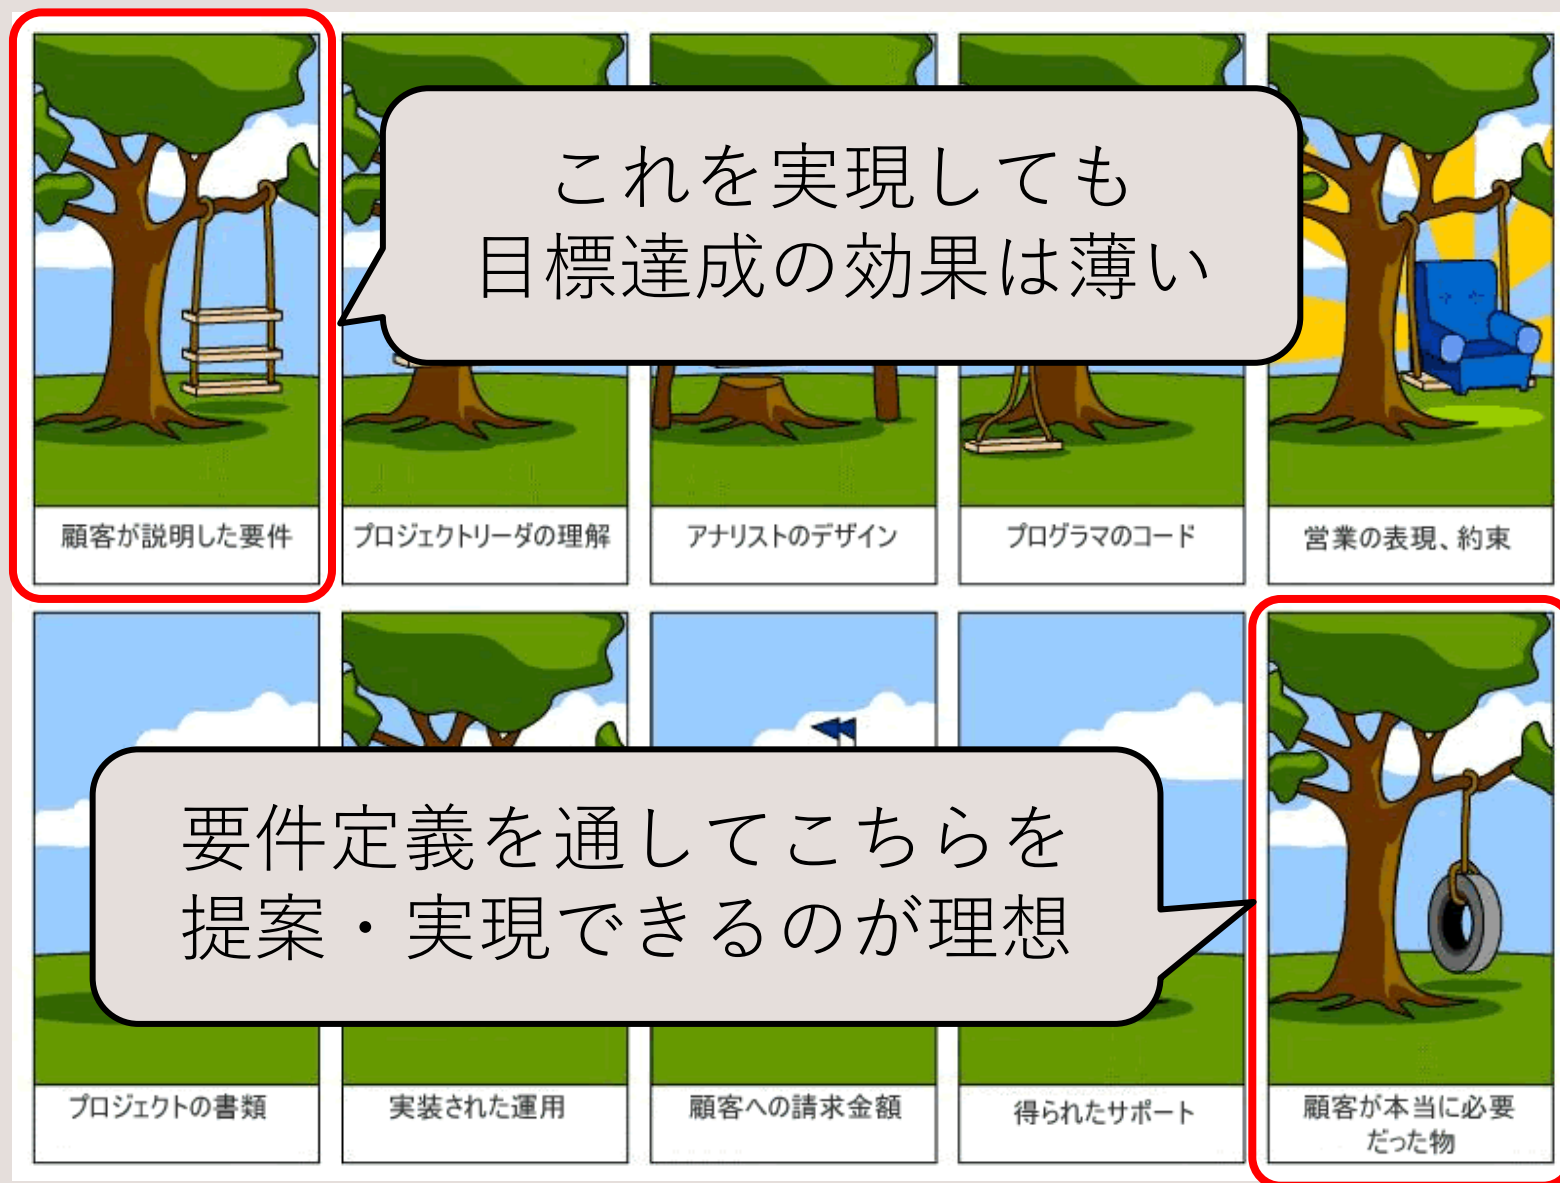 これを実現しても
目標達成の効果は薄い
顧客が説明した要件
プロジェクトリーダの理解
アナリストのデザイン
プログラマのコード
営業の表現、約束
要件定義を通してこちらを
提案・実現できるのが理想
プロジェクトの書類
実装された運用
顧客への請求金額
得られたサポート
顧客が本当に必要
だった物